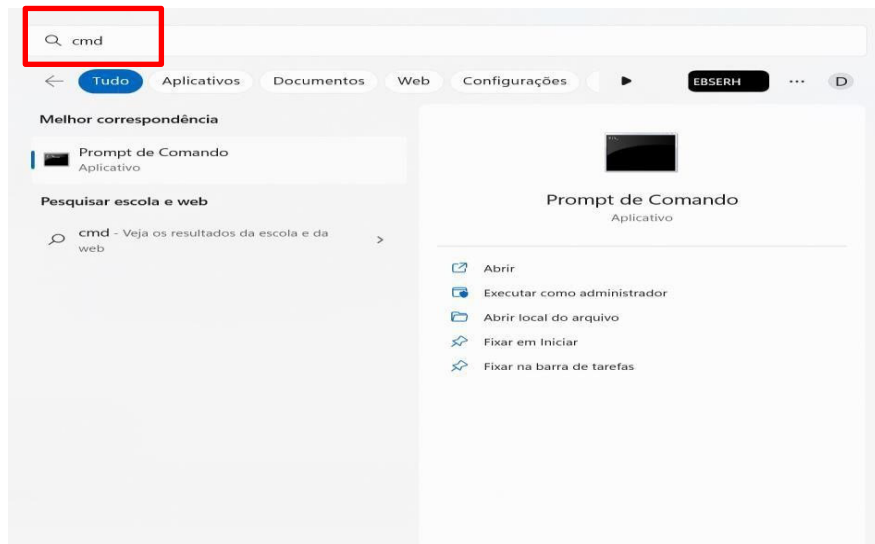 cmd
Tudo Aplicativos Documentos Web Configurações EBSERH ... D
Melhor correspondência
Prompt de Comando
Aplicativo
Pesquisar escola e web
cmd - Veja os resultados da escola e da
web
Prompt de Comando
Aplicativo
Abrir
Executar como administrador
Abrir local do arquivo
Fixar em Iniciar
Fixar na barra de tarefas